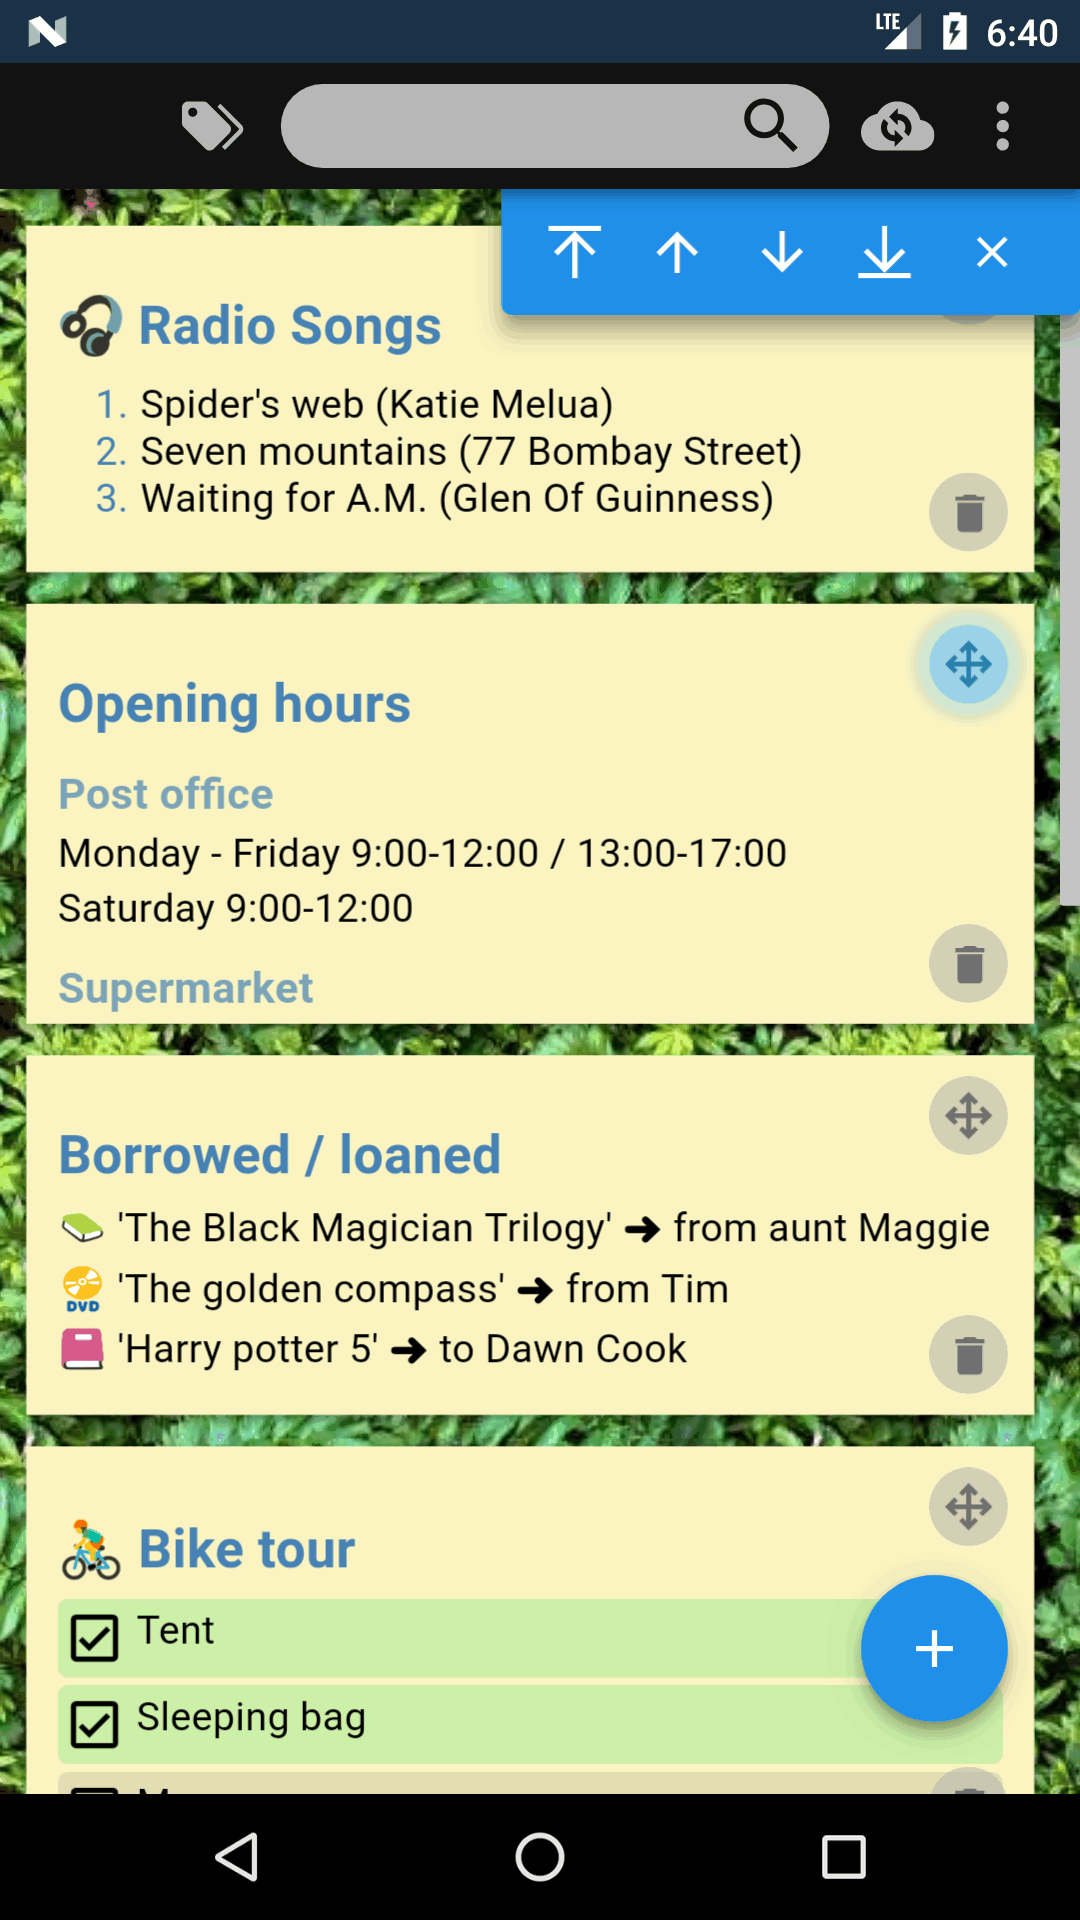 LTE 6:40
Radio Songs
1. Spider's web (Katie Melua)
2. Seven mountains (77 Bombay Street)
3. Waiting for A.M. (Glen Of Guinness)
Opening hours
Post office
Monday - Friday 9:00-12:00 / 13:00-17:00
Saturday 9:00-12:00
Supermarket
Borrowed / loaned
'The Black Magician Trilogy' ➜ from aunt Maggie
DVD 'The golden compass' ➜ from Tim
'Harry potter 5' ➜ to Dawn Cook
Bike tour
Tent
Sleeping bag